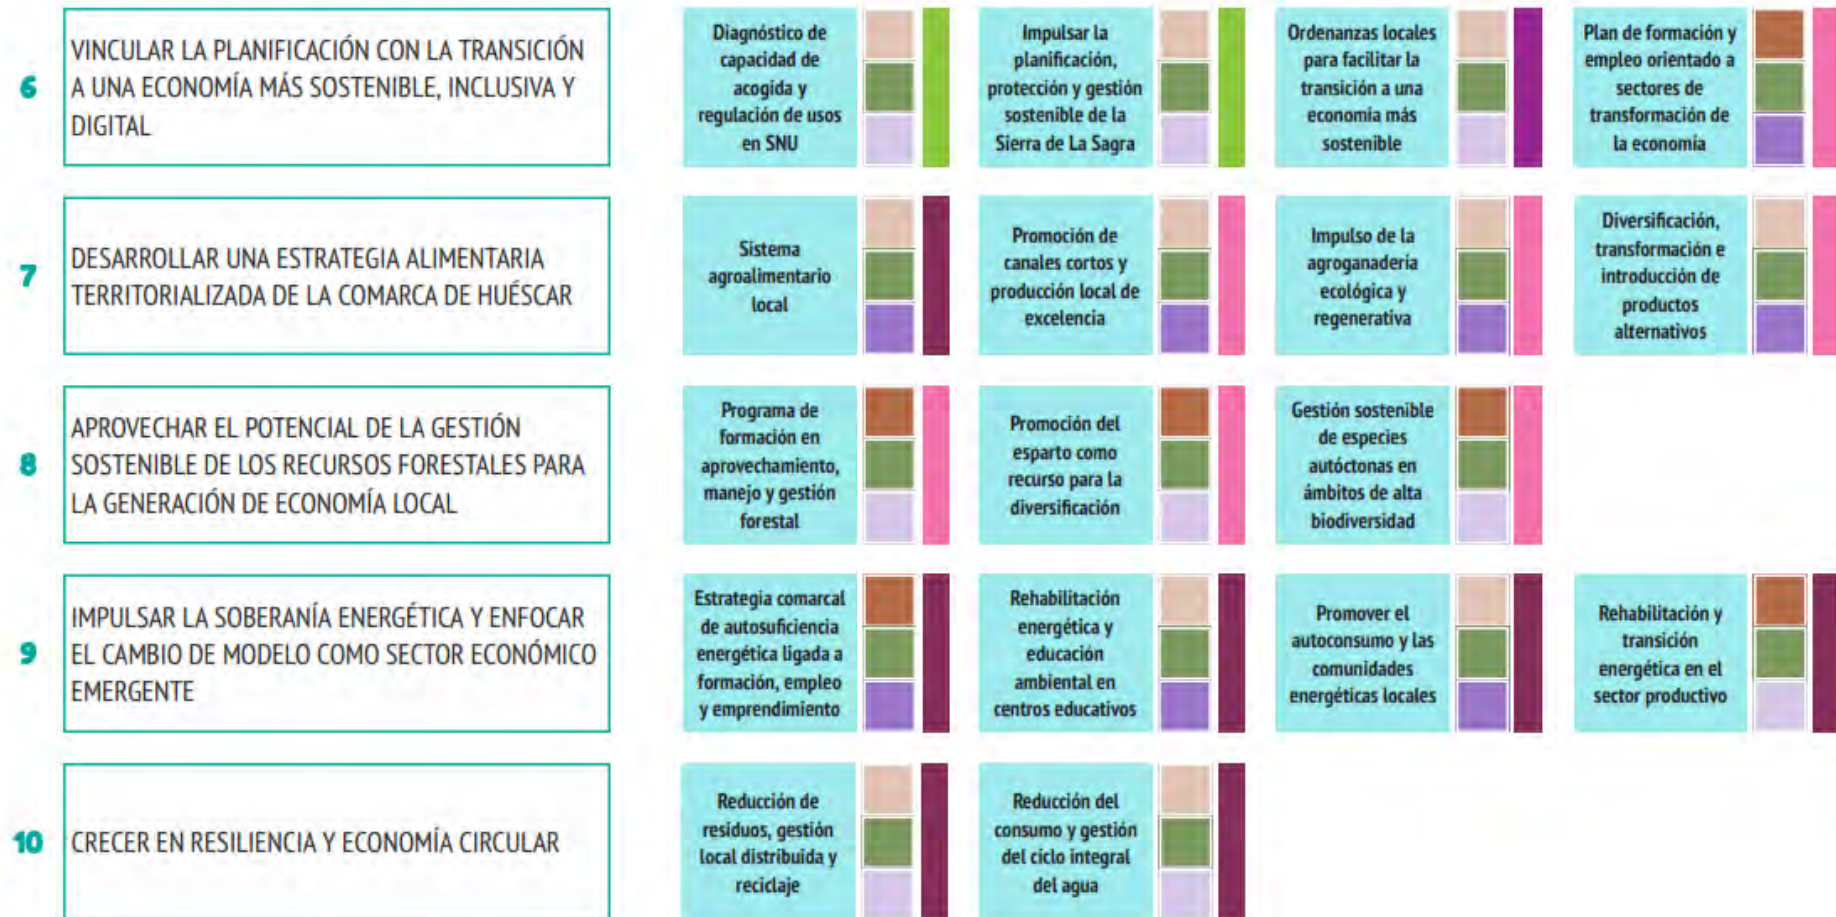 6
VINCULAR LA PLANIFICACIÓN CON LA TRANSICIÓN
A UNA ECONOMÍA MÁS SOSTENIBLE, INCLUSIVA Y
DIGITAL
Diagnóstico de
capacidad de
acogida y
regulación de usos
en SNU
Impulsar la
planificación,
protección y gestión
sostenible de la
Sierra de La Sagra
Ordenanzas locales
para facilitar la
transición a una
economía más
sostenible
Plan de formación y
empleo orientado a
sectores de
transformación de
la economía
7
DESARROLLAR UNA ESTRATEGIA ALIMENTARIA
TERRITORIALIZADA DE LA COMARCA DE HUÉSCAR
Sistema
agroalimentario
local
Promoción de
canales cortos y
producción local de
excelencia
Impulso de la
agroganadería
ecológica y
regenerativa
Diversificación,
transformación e
introducción de
productos
alternativos
8
APROVECHAR EL POTENCIAL DE LA GESTIÓN
SOSTENIBLE DE LOS RECURSOS FORESTALES PARA
LA GENERACIÓN DE ECONOMÍA LOCAL
Programa de
formación en
aprovechamiento,
manejo y gestión
forestal
Promoción del
esparto como
recurso para la
diversificación
Gestión sostenible
de especies
autóctonas en
ámbitos de alta
biodiversidad
9
IMPULSAR LA SOBERANÍA ENERGÉTICA Y ENFOCAR
EL CAMBIO DE MODELO COMO SECTOR ECONÓMICO
EMERGENTE
Estrategia comarcal
de autosuficiencia
energética ligada a
formación, empleo
y emprendimiento
Rehabilitación
energética y
educación
ambiental en
centros educativos
Promover el
autoconsumo y las
comunidades
energéticas locales
Rehabilitación y
transición
energética en el
sector productivo
10
CRECER EN RESILIENCIA Y ECONOMÍA CIRCULAR
Reducción de
residuos, gestión
local distribuida y
reciclaje
Reducción del
consumo y gestión
del ciclo integral
del agua